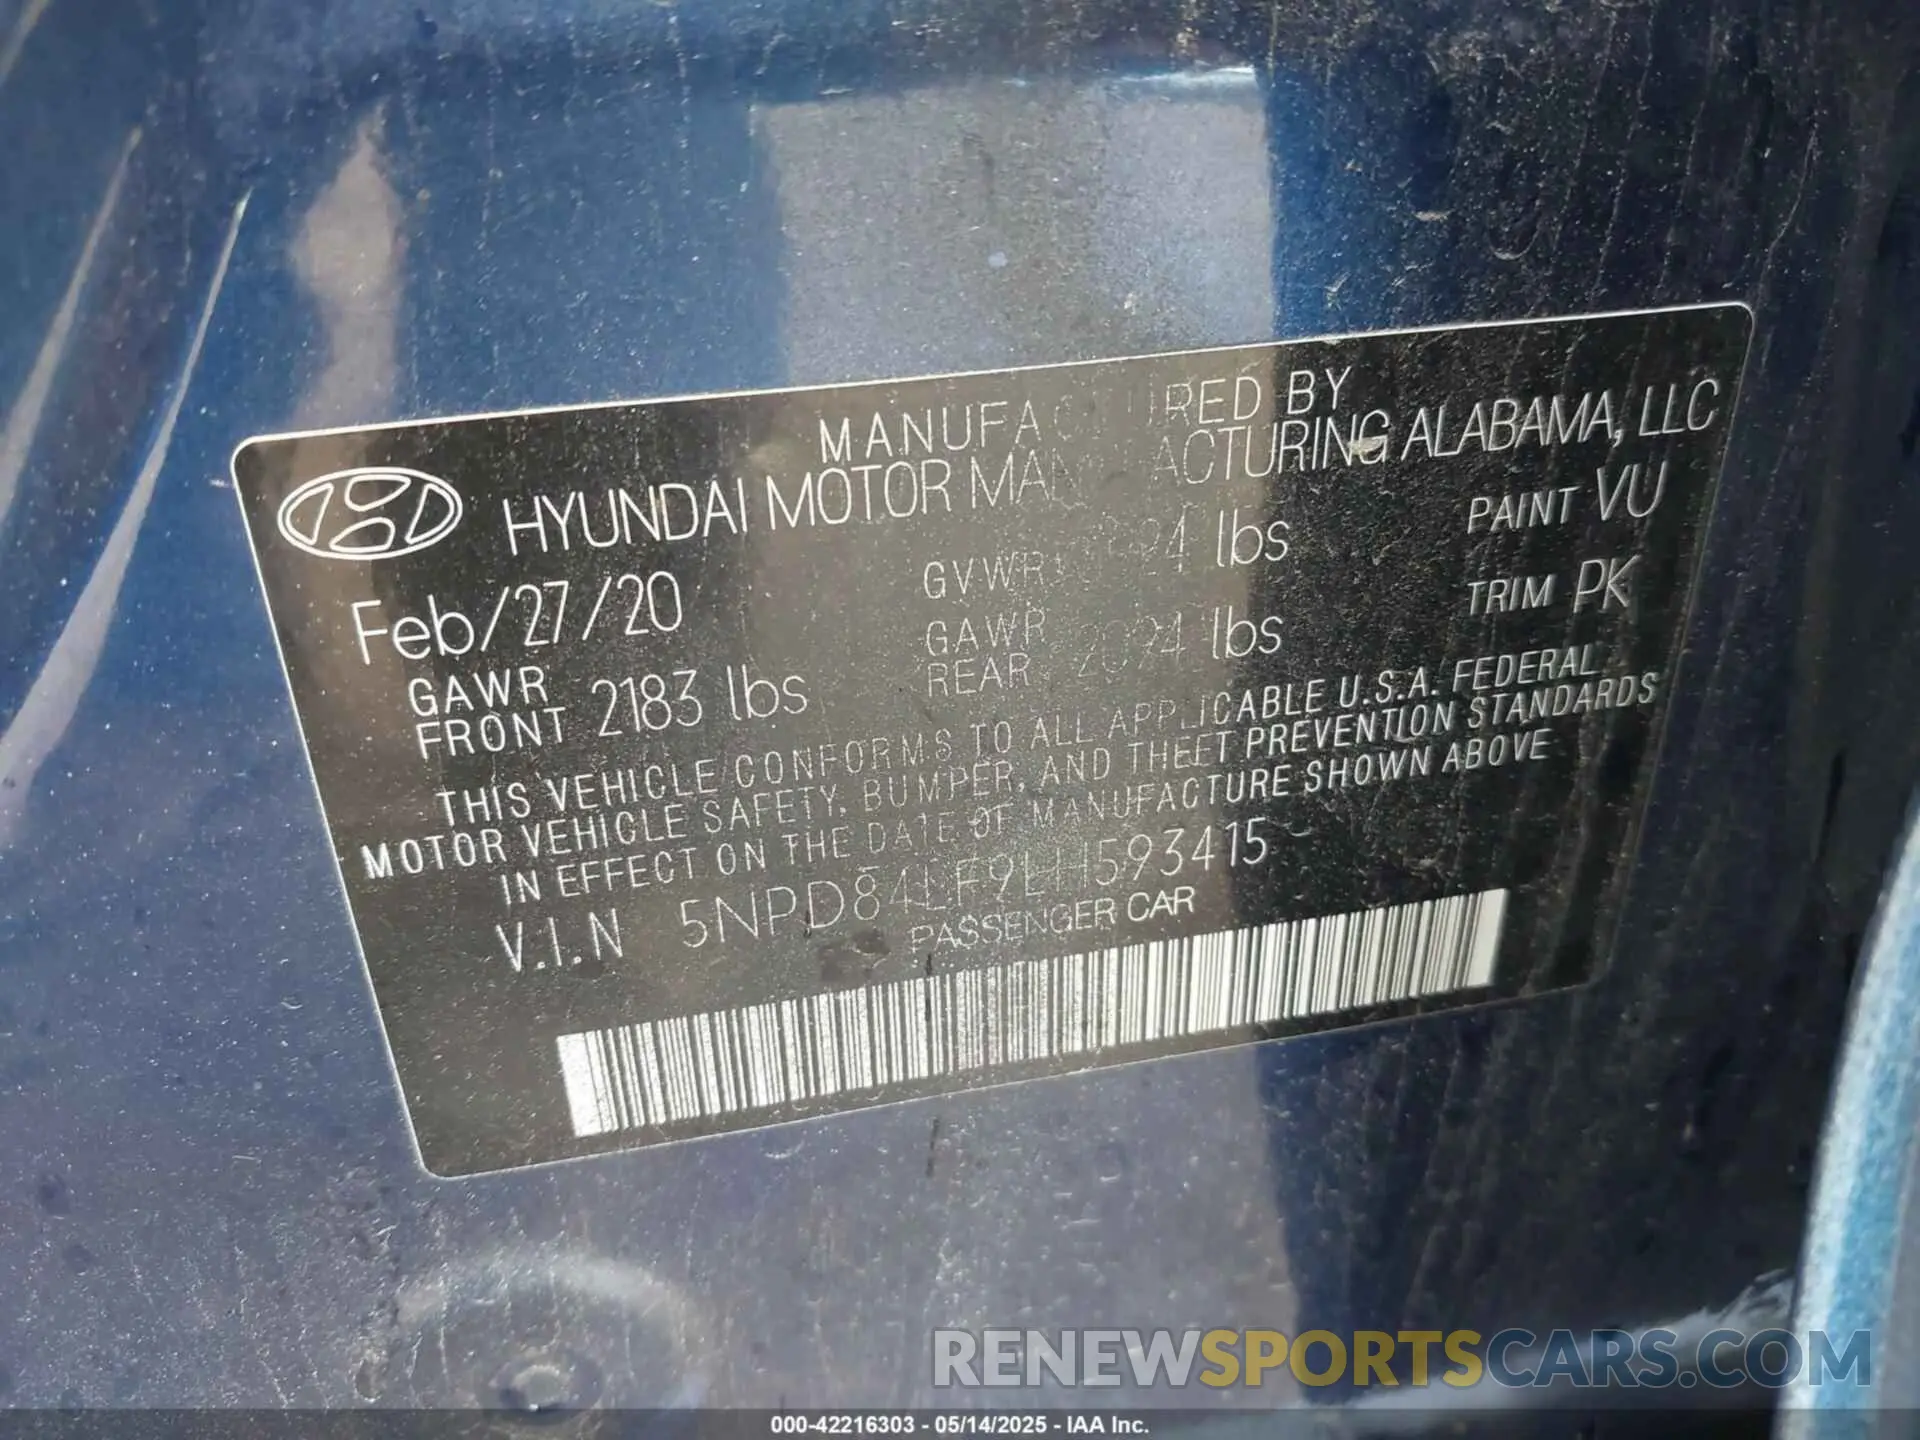 MANUFACTURED BY
HYUNDAI MOTOR MANUFACTURING ALABAMA, LLC
Feb/27/20
GVWR
lbs
PAINT VU
GAWR FRONT 2183 lbs
GAWR REAR 2094 lbs
TRIM PK
THIS VEHICLE CONFORMS TO ALL APPLICABLE U.S.A. FEDERAL
MOTOR VEHICLE SAFETY, BUMPER, AND THEFT PREVENTION STANDARDS
IN EFFECT ON THE DATE OF MANUFACTURE SHOWN ABOVE
V.I.N 5NPD84LF9LH593415
PASSENGER CAR
RENEWSPORTSCARS.COM
000-42216303 - 05/14/2025 - IAA Inc.